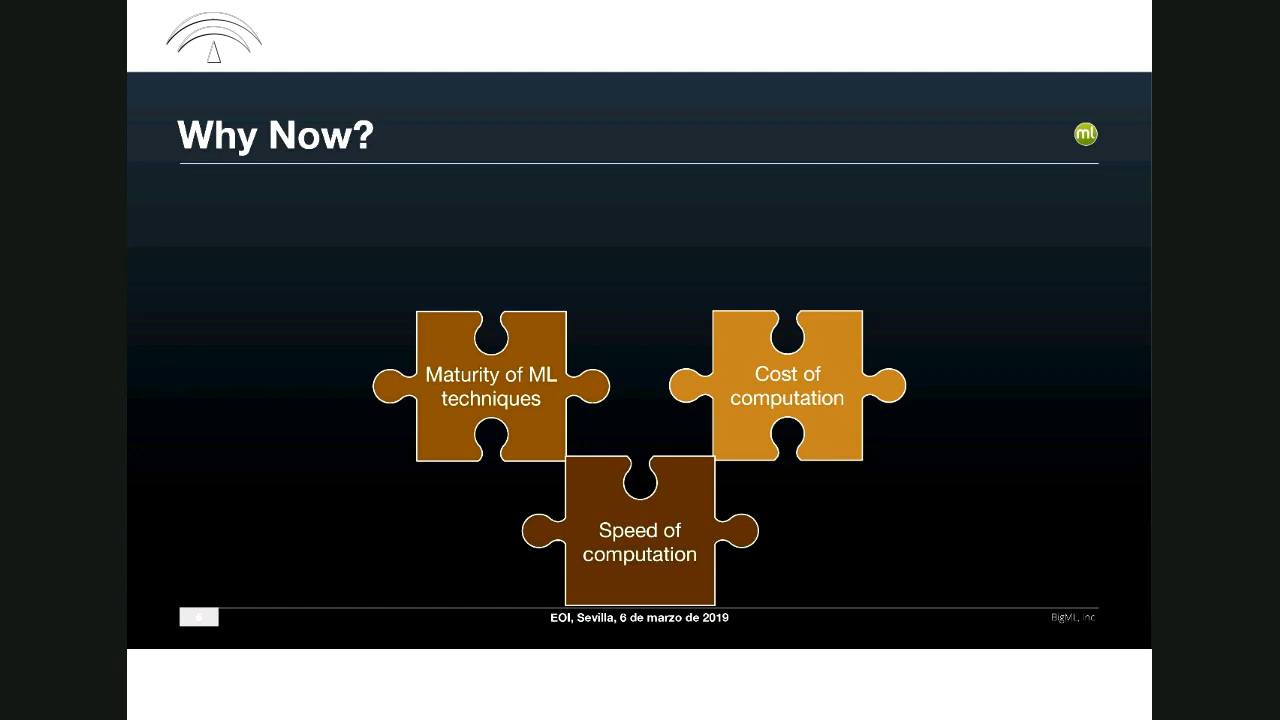 Why Now?
ml
Maturity of ML
techniques
Cost of
computation
Speed of
computation
EOI, Sevilla, 6 de marzo de 2019
BigML, Inc